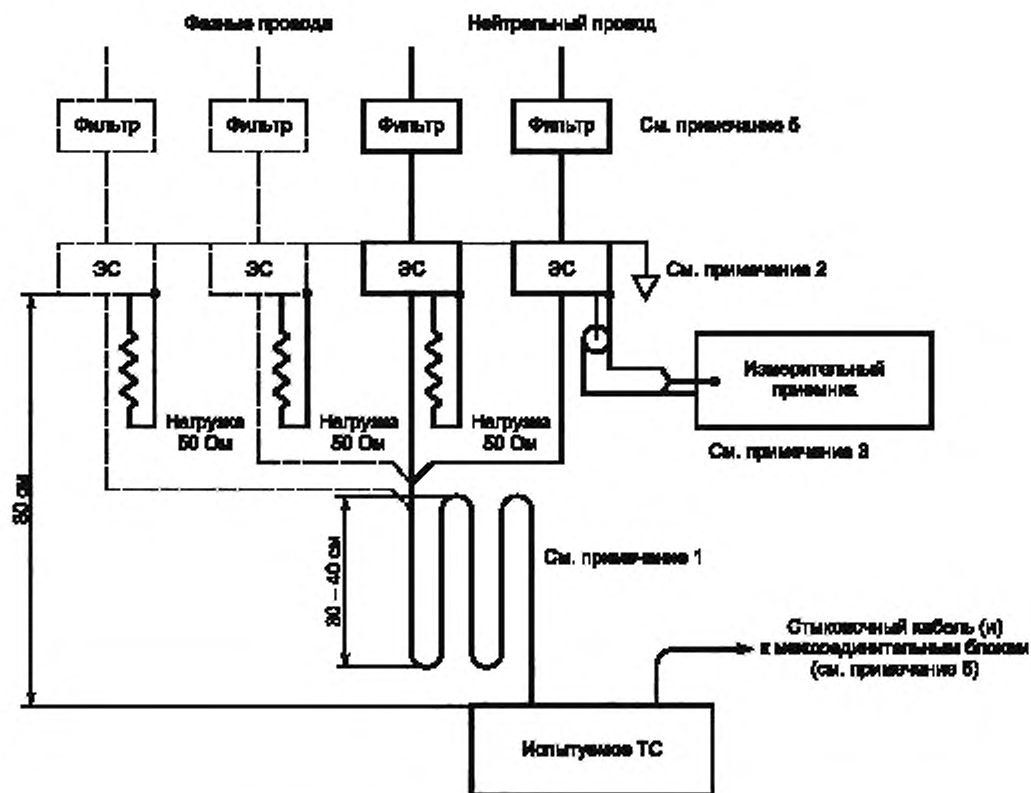 Фазные провода
Нейтральный провод
Фильтр
Фильтр
Фильтр
Фильтр
См. примечание 5
ЭС
ЭС
ЭС
ЭС
См. примечание 2
Измерительный
приемник
Нагрузка
50 Ом
Нагрузка
50 Ом
Нагрузка
50 Ом
См. примечание 3
80 см
30 – 40 см
См. примечание 1
Стыковочный кабель (и)
к межсоединительным блокам
(см. примечание 5)
Испытуемое ТС